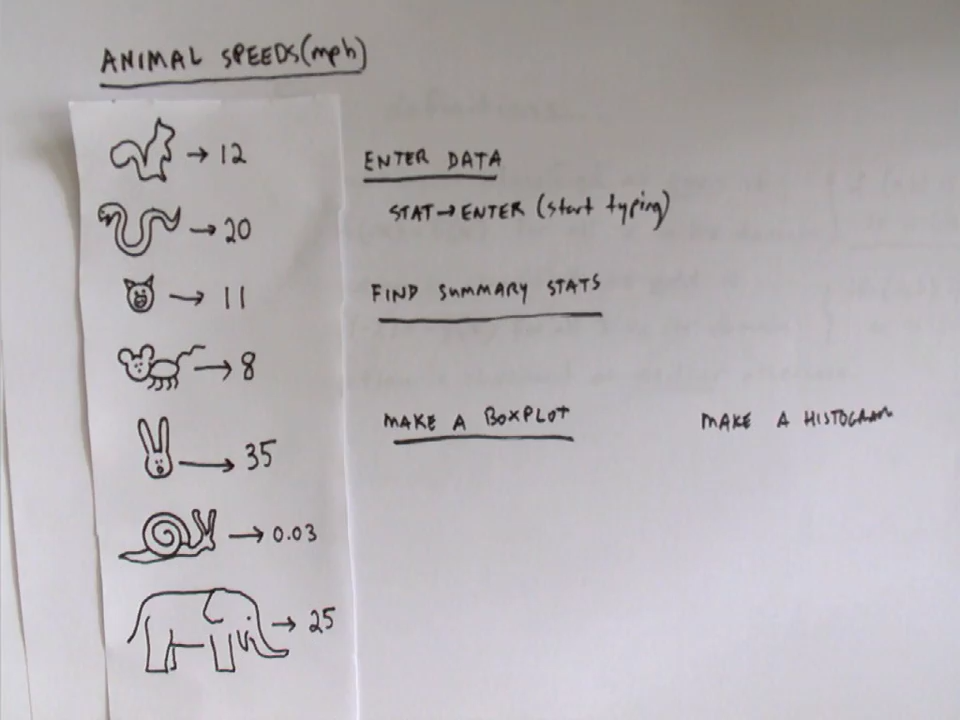 ANIMAL SPEEDS(mph)
→ 12
→ 20
→ 11
→ 8
→ 35
→ 0.03
→ 25
ENTER DATA
STAT→ENTER (start typing)
FIND SUMMARY STATS
MAKE A BOXPLOT
MAKE A HISTOGRAM